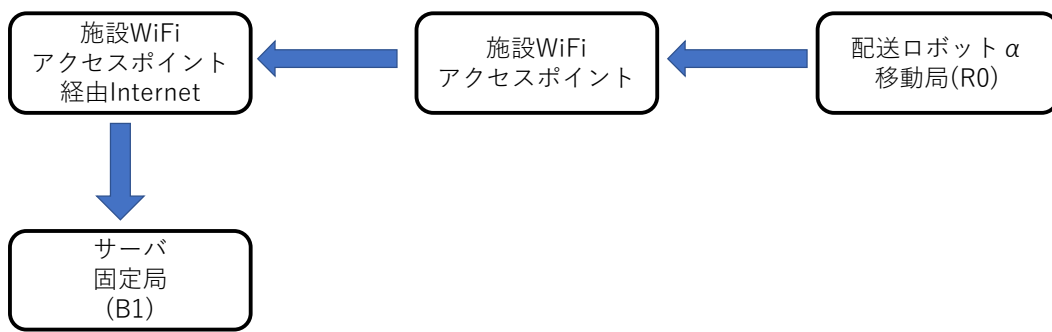 施設WiFi
アクセスポイント
経由Internet
施設WiFi
アクセスポイント
配送ロボットα
移動局(R0)
サーバ
固定局
(B1)